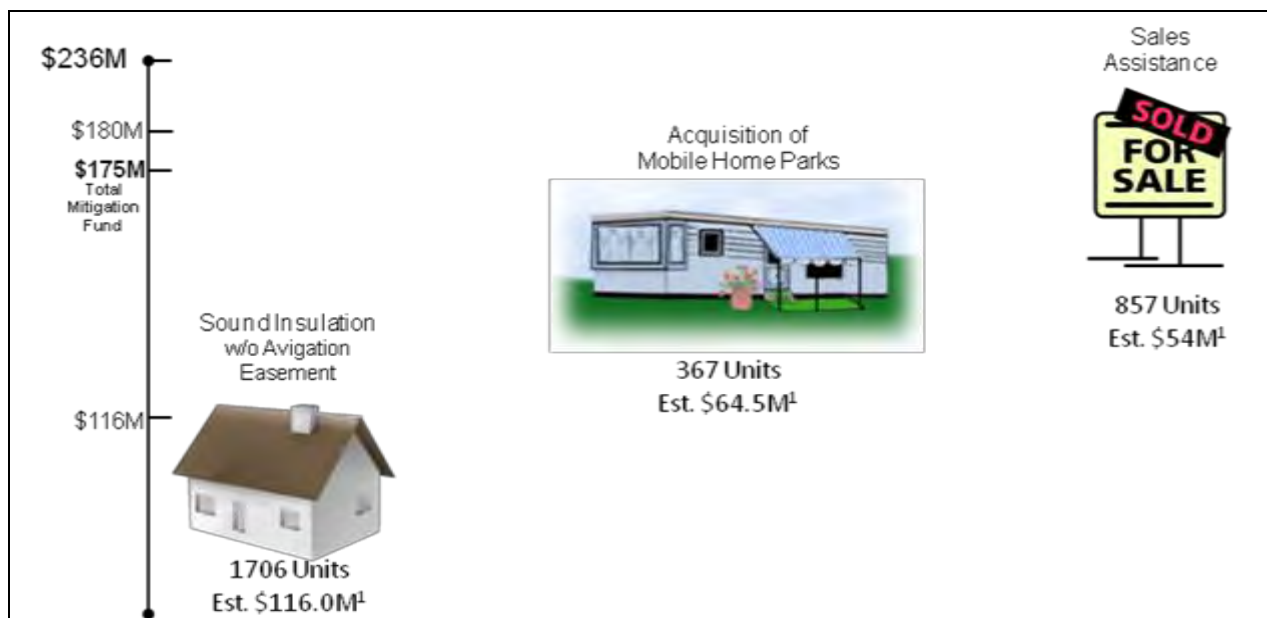 $236M
$180M
$175M
Total
Mitigation
Fund
$116M
Sound Insulation
w/o Avigation
Easement
1706 Units
Est. $116.0M¹
Acquisition of
Mobile Home Parks
367 Units
Est. $64.5M¹
Sales
Assistance
SOLD
FOR
SALE
857 Units
Est. $54M¹